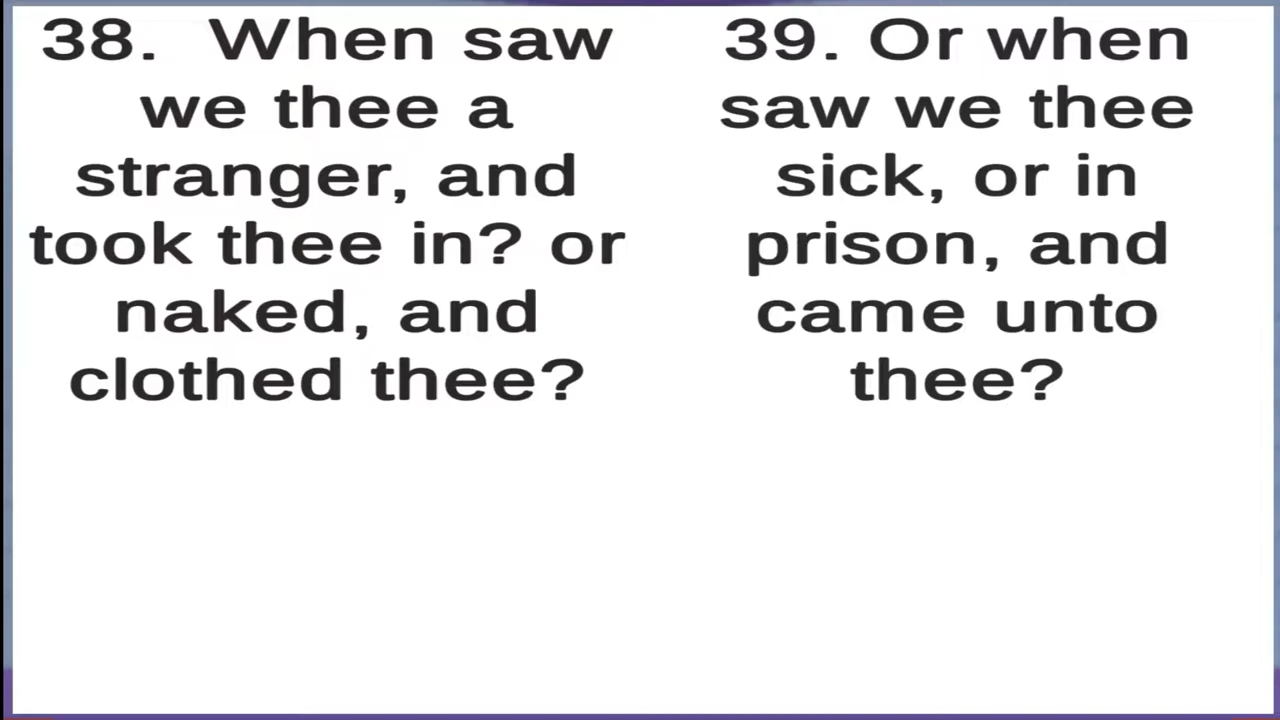 38.  When saw
we thee a
stranger, and
took thee in? or
naked, and
clothed thee?
39. Or when
saw we thee
sick, or in
prison, and
came unto
thee?